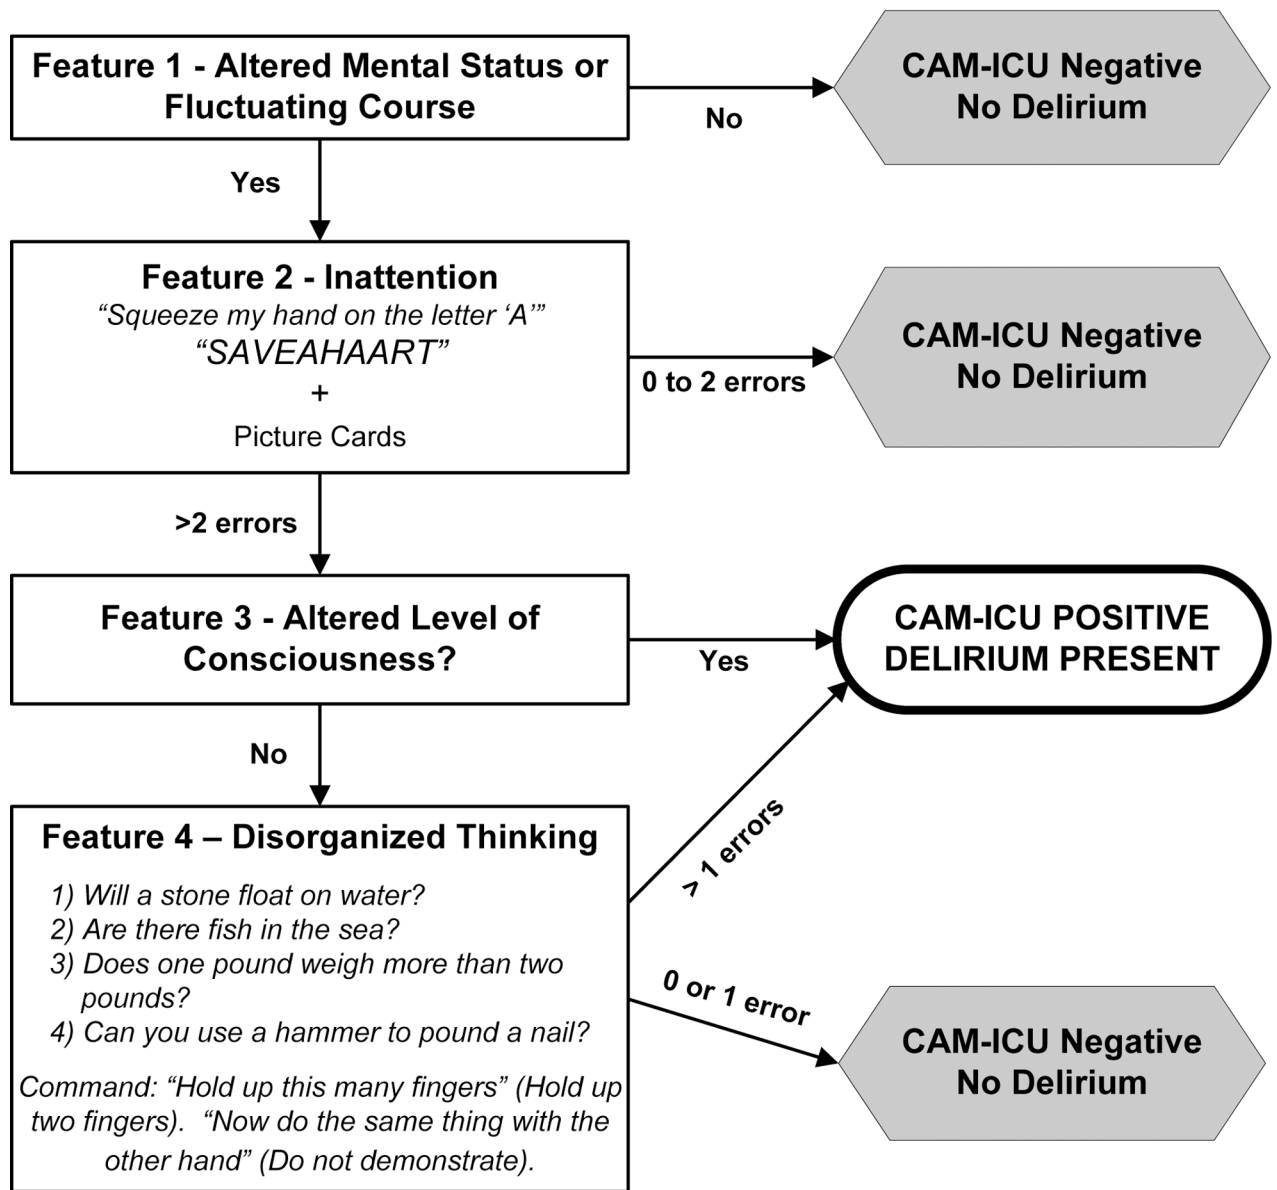 Feature 1 - Altered Mental Status or
Fluctuating Course
No
CAM-ICU Negative
No Delirium
Yes
Feature 2 - Inattention
“Squeeze my hand on the letter ‘A’”
“SAVEAHAART”
+
Picture Cards
0 to 2 errors
CAM-ICU Negative
No Delirium
>2 errors
Feature 3 - Altered Level of
Consciousness?
Yes
CAM-ICU POSITIVE
DELIRIUM PRESENT
No
Feature 4 – Disorganized Thinking
1) Will a stone float on water?
2) Are there fish in the sea?
3) Does one pound weigh more than two
pounds?
4) Can you use a hammer to pound a nail?
Command: “Hold up this many fingers” (Hold up
two fingers).  “Now do the same thing with the
other hand” (Do not demonstrate).
> 1 errors
0 or 1 error
CAM-ICU Negative
No Delirium